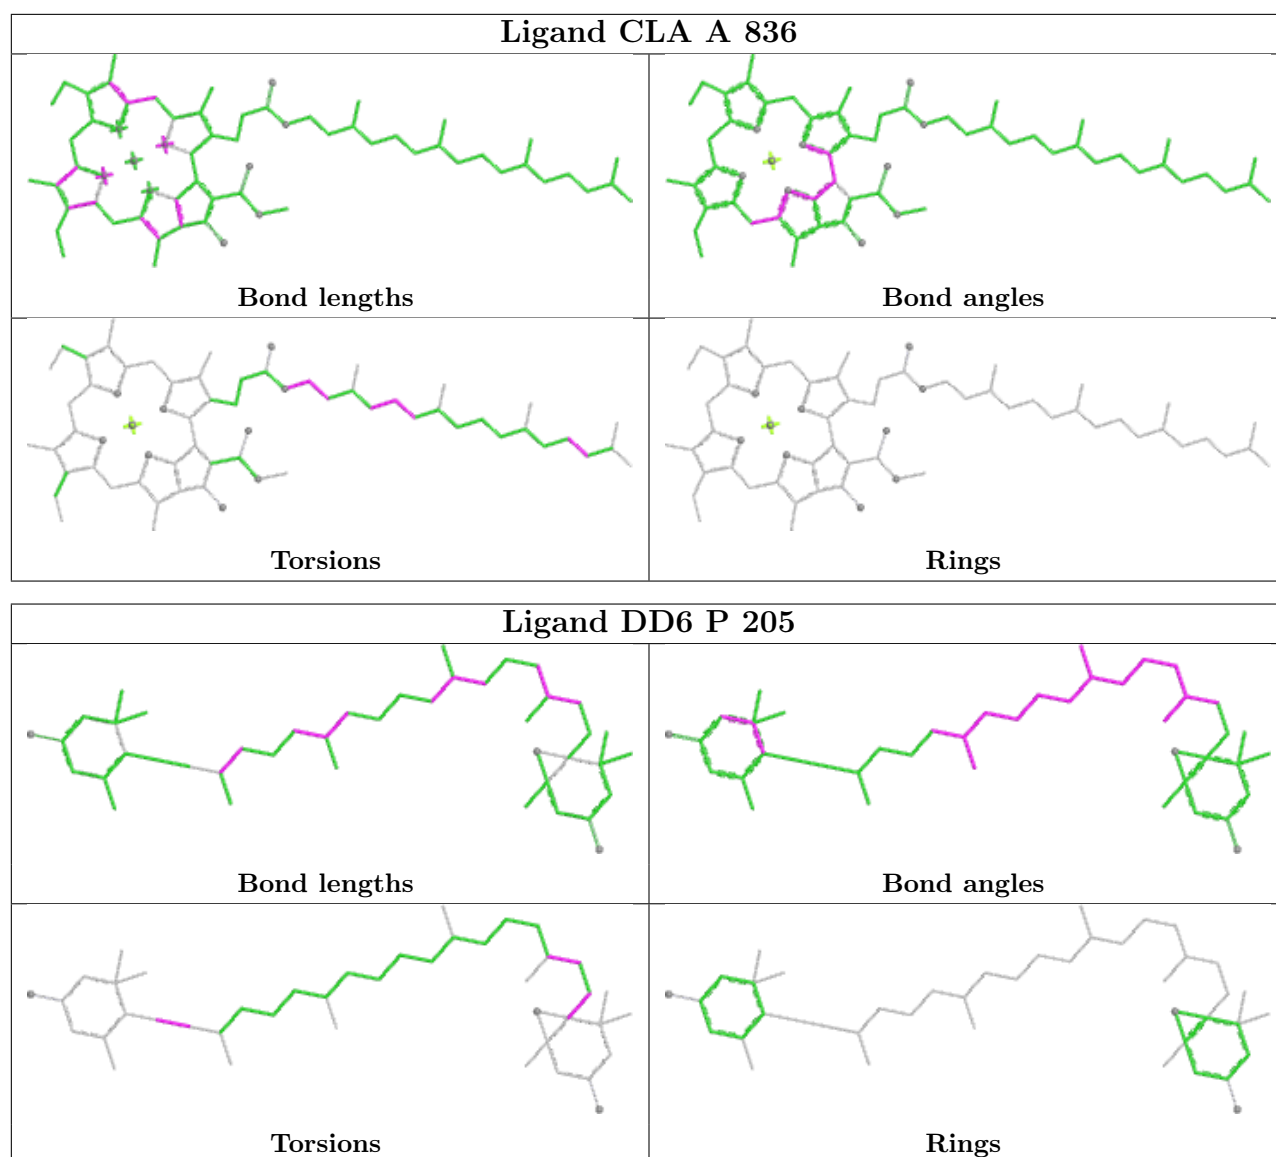 Ligand CLA A 836
Bond lengths
Bond angles
Torsions
Rings
Ligand DD6 P 205
Bond lengths
Bond angles
Torsions
Rings